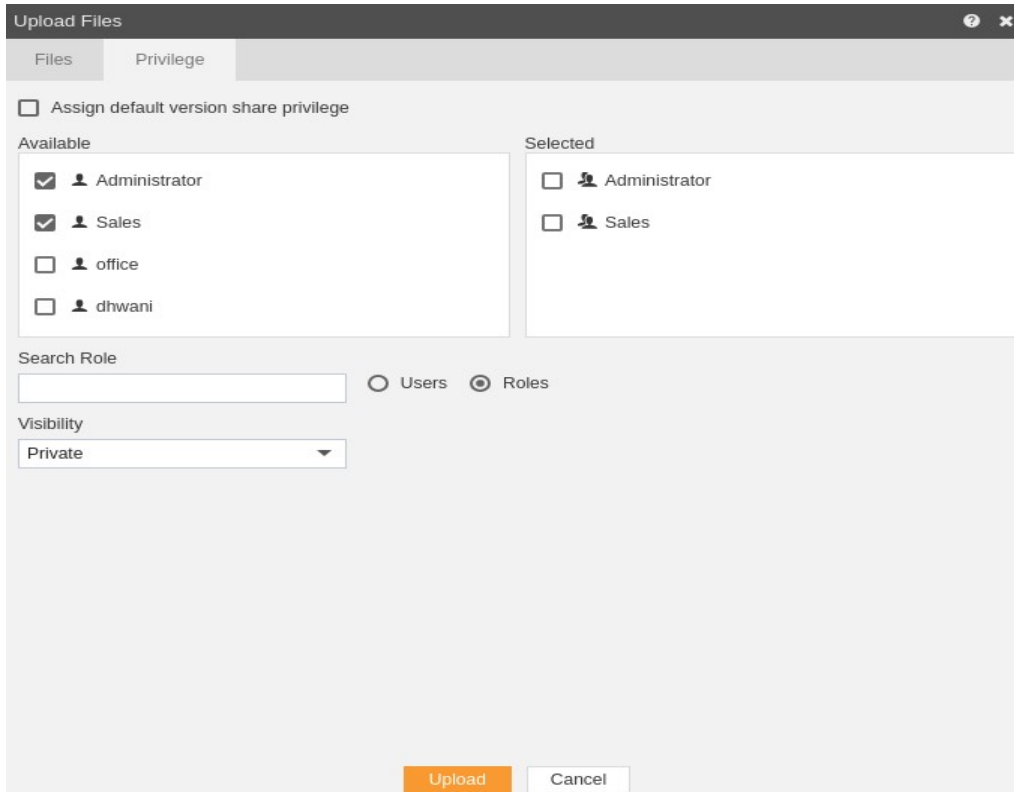 Upload Files
Files Privilege
Assign default version share privilege
Available Selected
Administrator Administrator
Sales Sales
office
dhwani
Search Role
Users Roles
Visibility
Private
Upload Cancel